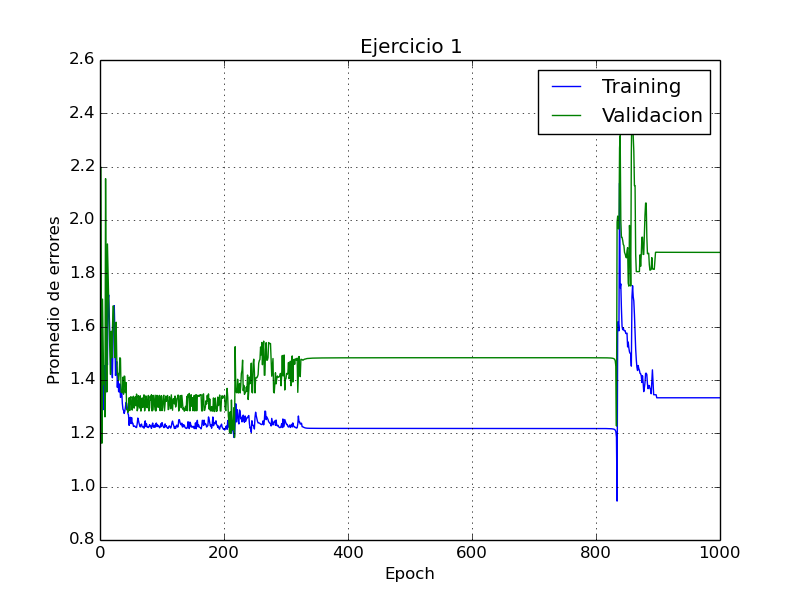 Ejercicio 1
Training
Validacion
Promedio de errores
2.6
2.4
2.2
2.0
1.8
1.6
1.4
1.2
1.0
0.8
0 200 400 600 800 1000
Epoch